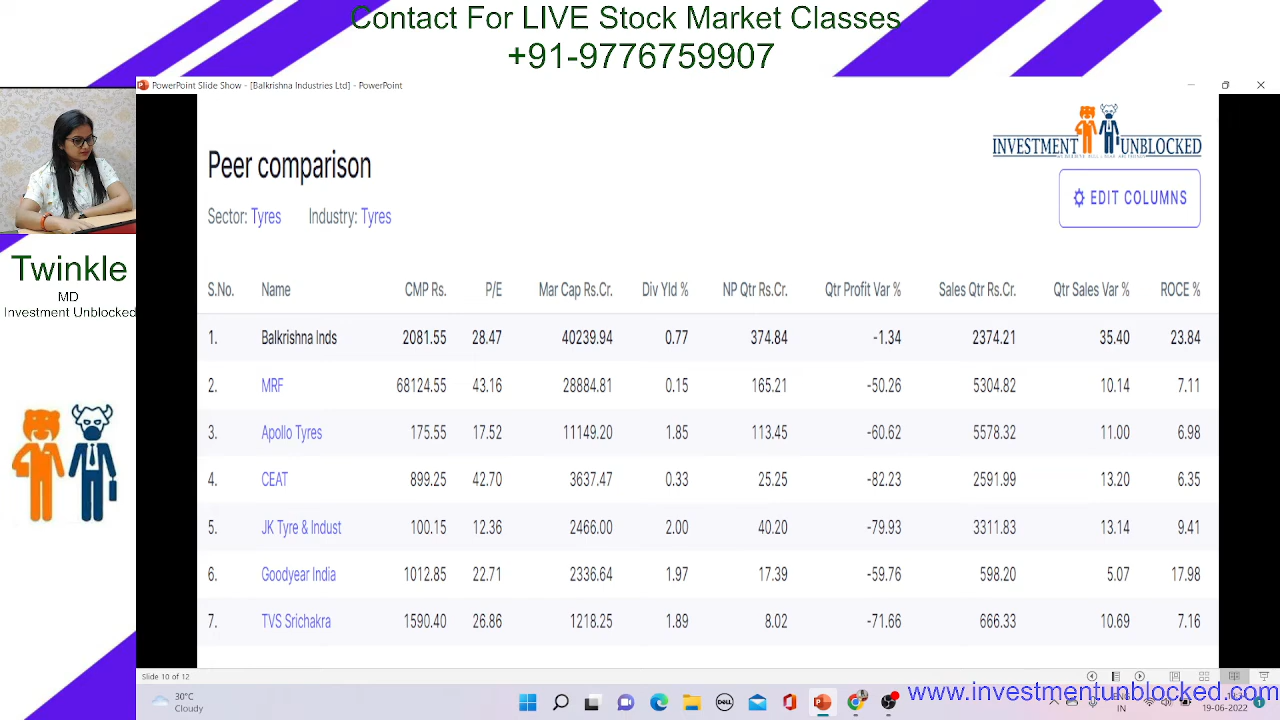 Contact For LIVE Stock Market Classes
+91-9776759907
PowerPoint Slide Show - [Balkrishna Industries Ltd] - PowerPoint
INVESTMENT UNBLOCKED
Peer comparison
EDIT COLUMNS
Sector: Tyres Industry: Tyres
Twinkle
MD
Investment Unblocked
S.No. Name CMP Rs. P/E Mar Cap Rs.Cr. Div Yld % NP Qtr Rs.Cr. Qtr Profit Var % Sales Qtr Rs.Cr. Qtr Sales Var % ROCE %
1. Balkrishna Inds 2081.55 28.47 40239.94 0.77 374.84 -1.34 2374.21 35.40 23.84
2. MRF 68124.55 43.16 28884.81 0.15 165.21 -50.26 5304.82 10.14 7.11
3. Apollo Tyres 175.55 17.52 11149.20 1.85 113.45 -60.62 5578.32 11.00 6.98
4. CEAT 899.25 42.70 3637.47 0.33 25.25 -82.23 2591.99 13.20 6.35
5. JK Tyre & Indust 100.15 12.36 2466.00 2.00 40.20 -79.93 3311.83 13.14 9.41
6. Goodyear India 1012.85 22.71 2336.64 1.97 17.39 -59.76 598.20 5.07 17.98
7. TVS Srichakra 1590.40 26.86 1218.25 1.89 8.02 -71.66 666.33 10.69 7.16
Slide 10 of 12
30°C
Cloudy
DELL
www.investmentunblocked.com
IN
19-06-2022